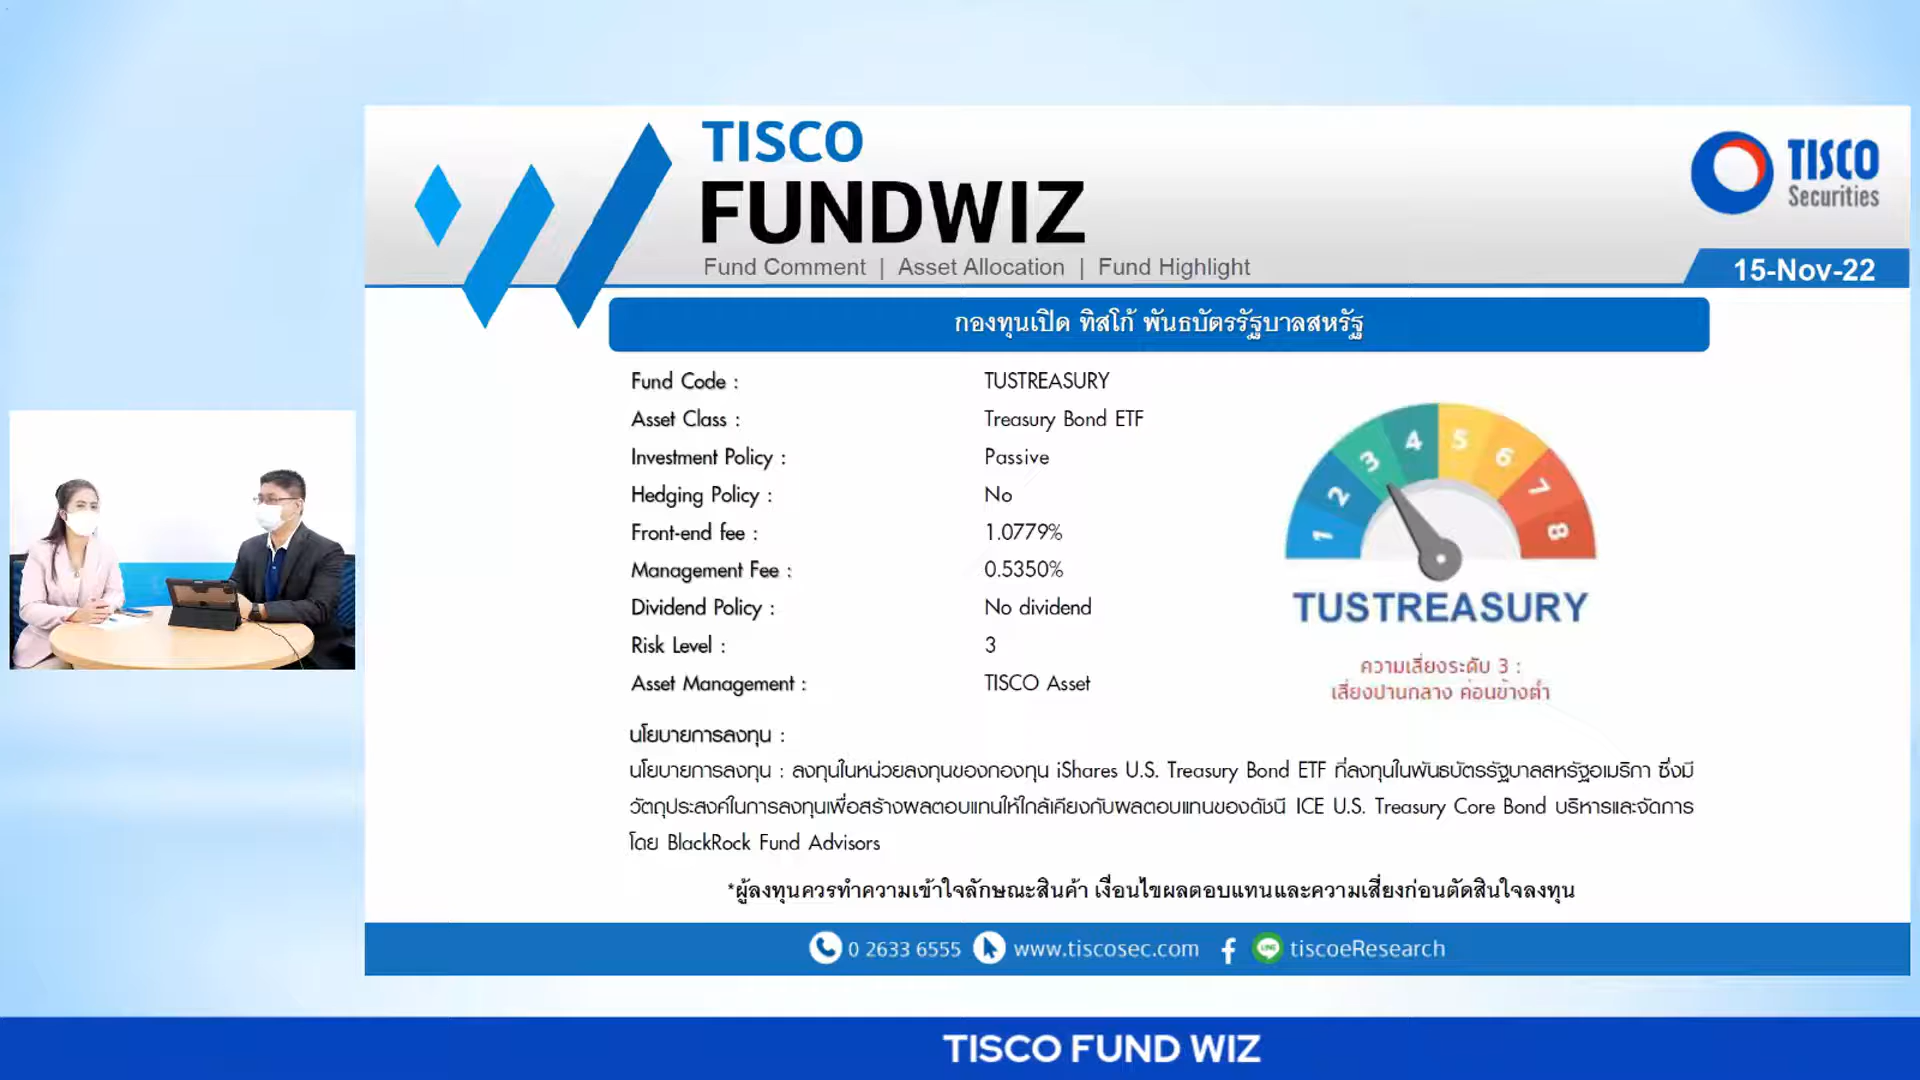 TISCO
FUNDWIZ
Fund Comment | Asset Allocation | Fund Highlight
TISCO
Securities
15-Nov-22
กองทุนเปิด ทิสโก้ พันธบัตรรัฐบาลสหรัฐ
Fund Code : TUSTREASURY
Asset Class : Treasury Bond ETF
Investment Policy : Passive
Hedging Policy : No
Front-end fee : 1.0779%
Management Fee : 0.5350%
Dividend Policy : No dividend
Risk Level : 3
Asset Management : TISCO Asset
1 2 3 4 5 6 7 8
TUSTREASURY
ความเสี่ยงระดับ 3 :
เสี่ยงปานกลาง ค่อนข้างต่ำ
นโยบายการลงทุน :
นโยบายการลงทุน : ลงทุนในหน่วยลงทุนของกองทุน iShares U.S. Treasury Bond ETF ที่ลงทุนในพันธบัตรรัฐบาลสหรัฐอเมริกา ซึ่งมี
วัตถุประสงค์ในการลงทุนเพื่อสร้างผลตอบแทนให้ใกล้เคียงกับผลตอบแทนของดัชนี ICE U.S. Treasury Core Bond บริหารและจัดการ
โดย BlackRock Fund Advisors
*ผู้ลงทุนควรทำความเข้าใจลักษณะสินค้า เงื่อนไขผลตอบแทนและความเสี่ยงก่อนตัดสินใจลงทุน
0 2633 6555 www.tiscosec.com f LINE tiscoeResearch
TISCO FUND WIZ